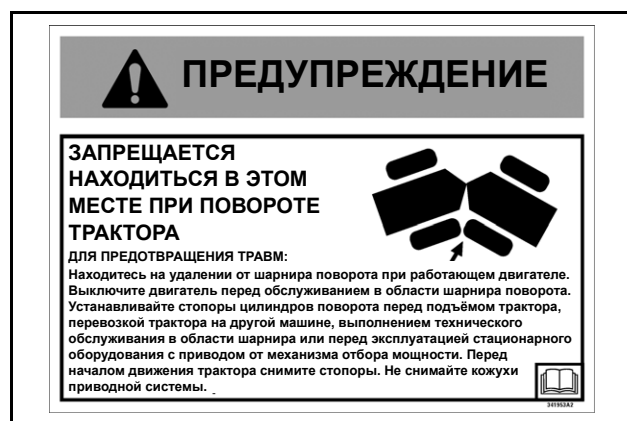 ПРЕДУПРЕЖДЕНИЕ
ЗАПРЕЩАЕТСЯ
НАХОДИТЬСЯ В ЭТОМ
МЕСТЕ ПРИ ПОВОРОТЕ
ТРАКТОРА
ДЛЯ ПРЕДОТВРАЩЕНИЯ ТРАВМ:
Находитесь на удалении от шарнира поворота при работающем двигателе.
Выключите двигатель перед обслуживанием в области шарнира поворота.
Устанавливайте стопоры цилиндров поворота перед подъёмом трактора,
перевозкой трактора на другой машине, выполнением технического
обслуживания в области шарнира или перед эксплуатацией стационарного
оборудования с приводом от механизма отбора мощности. Перед
началом движения трактора снимите стопоры. Не снимайте кожухи
приводной системы.
341953A2